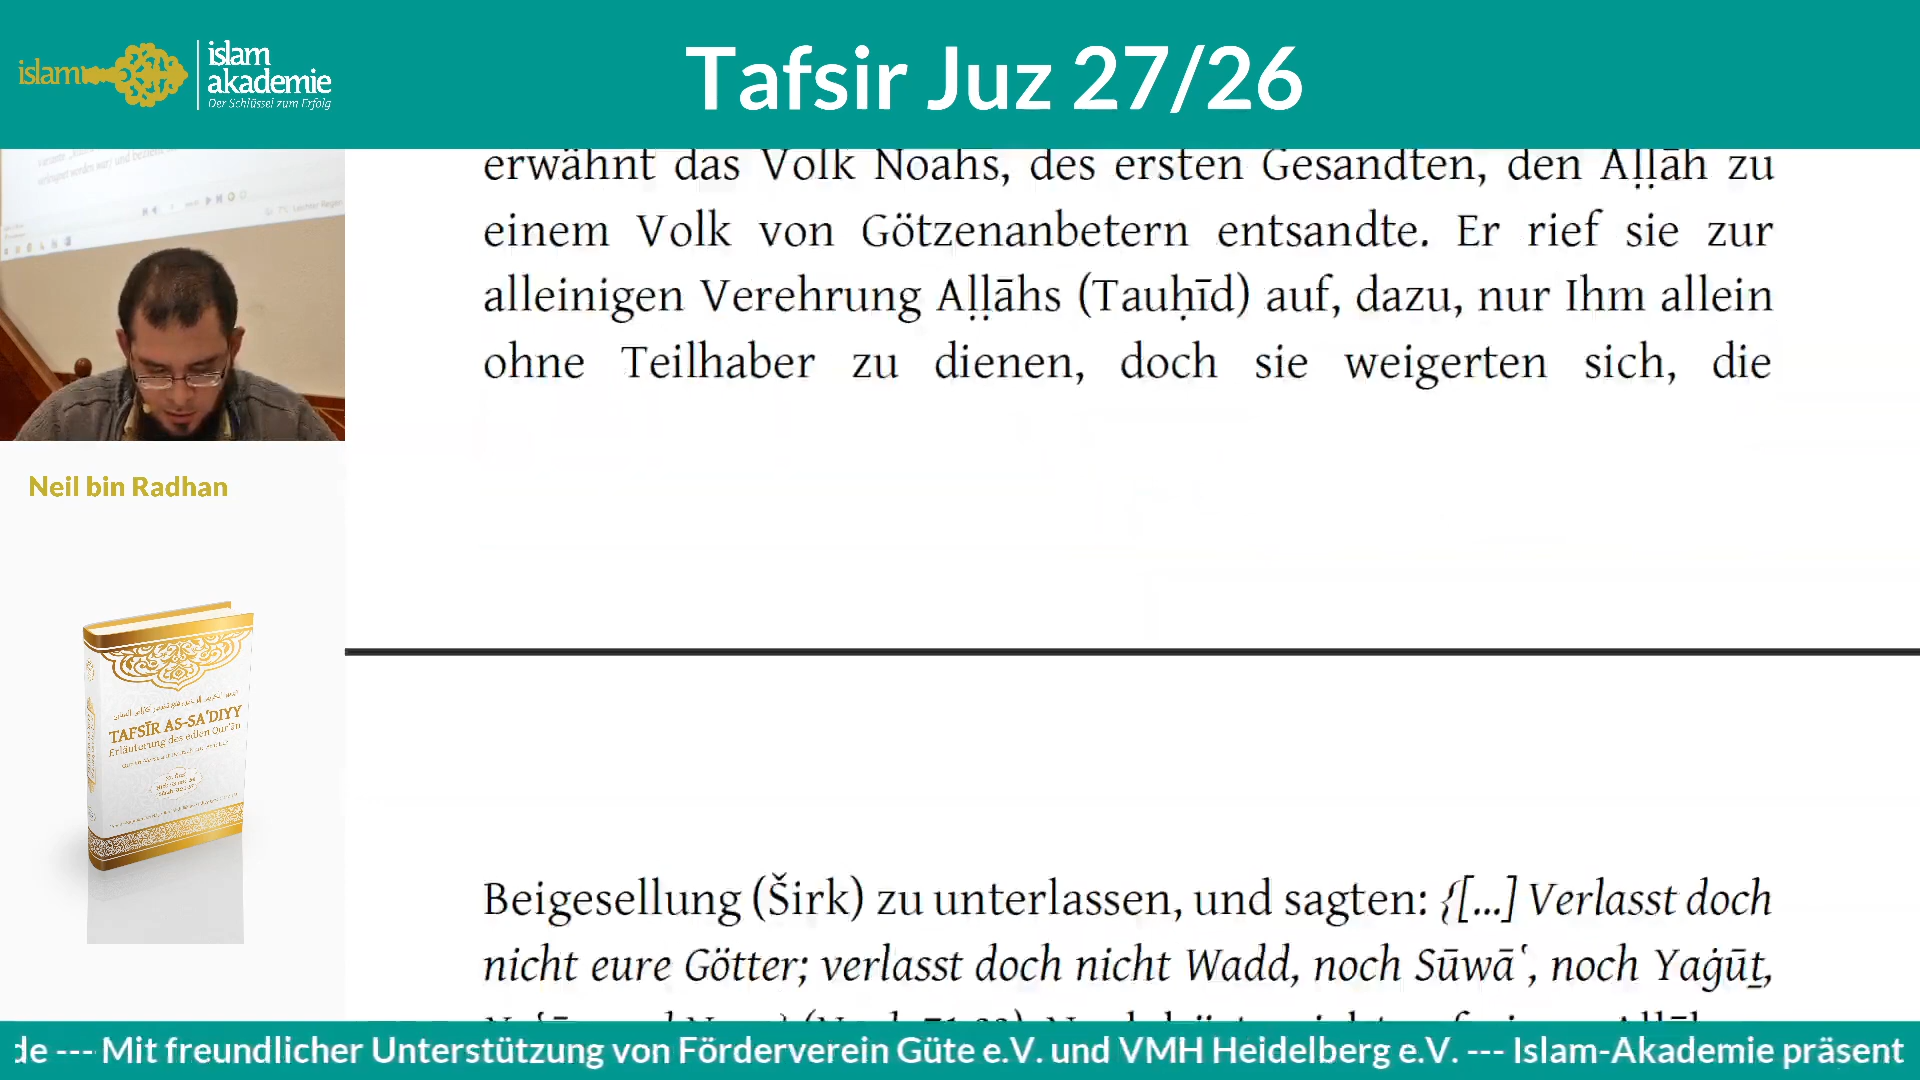 islam
islam
akademie
Der Schlüssel zum Erfolg
Tafsir Juz 27/26
erwähnt das Volk Noahs, des ersten Gesandten, den Aḷḷāh zu
einem Volk von Götzenanbetern entsandte. Er rief sie zur
alleinigen Verehrung Aḷḷāhs (Tauḥīd) auf, dazu, nur Ihm allein
ohne Teilhaber zu dienen, doch sie weigerten sich, die
Neil bin Radhan
TAFSĪR AS-SAʿDIYY
Erläuterung des edlen Qurʾān
Beigesellung (Širk) zu unterlassen, und sagten: {[...] Verlasst doch
nicht eure Götter; verlasst doch nicht Wadd, noch Sūwāʿ, noch Yaġūṯ,
de --- Mit freundlicher Unterstützung von Förderverein Güte e.V. und VMH Heidelberg e.V. --- Islam-Akademie präsent